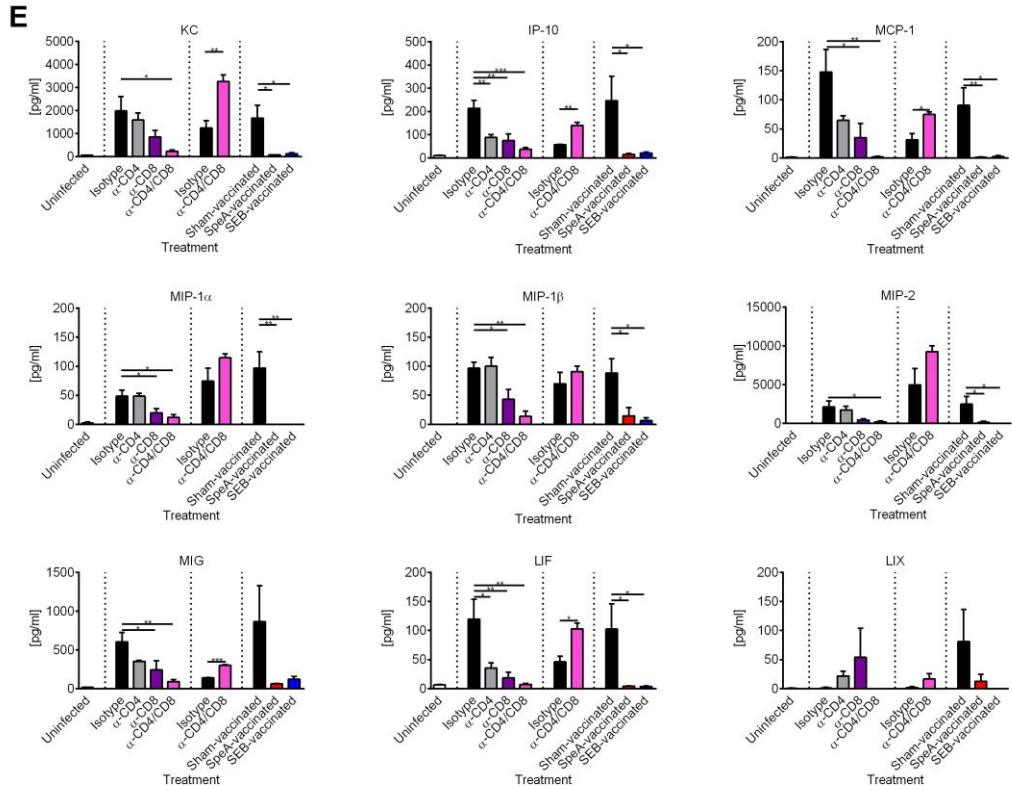 E
KC
[pg/ml]
5000
4000
3000
2000
1000
0
*
**
*
*
Uninfected
Isotype
α-CD4
α-CD8
α-CD4/CD8
Isotype
α-CD4/CD8
Sham-vaccinated
SpeA-vaccinated
SEB-vaccinated
Treatment
IP-10
[pg/ml]
500
400
300
200
100
0
***
**
**
**
*
*
Uninfected
Isotype
α-CD4
α-CD8
α-CD4/CD8
Isotype
α-CD4/CD8
Sham-vaccinated
SpeA-vaccinated
SEB-vaccinated
Treatment
MCP-1
[pg/ml]
200
150
100
50
0
**
*
*
*
**
Uninfected
Isotype
α-CD4
α-CD8
α-CD4/CD8
Isotype
α-CD4/CD8
Sham-vaccinated
SpeA-vaccinated
SEB-vaccinated
Treatment
MIP-1α
[pg/ml]
200
150
100
50
0
*
*
**
**
Uninfected
Isotype
α-CD4
α-CD8
α-CD4/CD8
Isotype
α-CD4/CD8
Sham-vaccinated
SpeA-vaccinated
SEB-vaccinated
Treatment
MIP-1β
[pg/ml]
200
150
100
50
0
**
*
*
*
Uninfected
Isotype
α-CD4
α-CD8
α-CD4/CD8
Isotype
α-CD4/CD8
Sham-vaccinated
SpeA-vaccinated
SEB-vaccinated
Treatment
MIP-2
[pg/ml]
15000
10000
5000
0
*
*
*
Uninfected
Isotype
α-CD4
α-CD8
α-CD4/CD8
Isotype
α-CD4/CD8
Sham-vaccinated
SpeA-vaccinated
SEB-vaccinated
Treatment
MIG
[pg/ml]
1500
1000
500
0
**
*
***
Uninfected
Isotype
α-CD4
α-CD8
α-CD4/CD8
Isotype
α-CD4/CD8
Sham-vaccinated
SpeA-vaccinated
SEB-vaccinated
Treatment
LIF
[pg/ml]
200
150
100
50
0
**
**
*
*
*
*
Uninfected
Isotype
α-CD4
α-CD8
α-CD4/CD8
Isotype
α-CD4/CD8
Sham-vaccinated
SpeA-vaccinated
SEB-vaccinated
Treatment
LIX
[pg/ml]
200
150
100
50
0
Uninfected
Isotype
α-CD4
α-CD8
α-CD4/CD8
Isotype
α-CD4/CD8
Sham-vaccinated
SpeA-vaccinated
SEB-vaccinated
Treatment